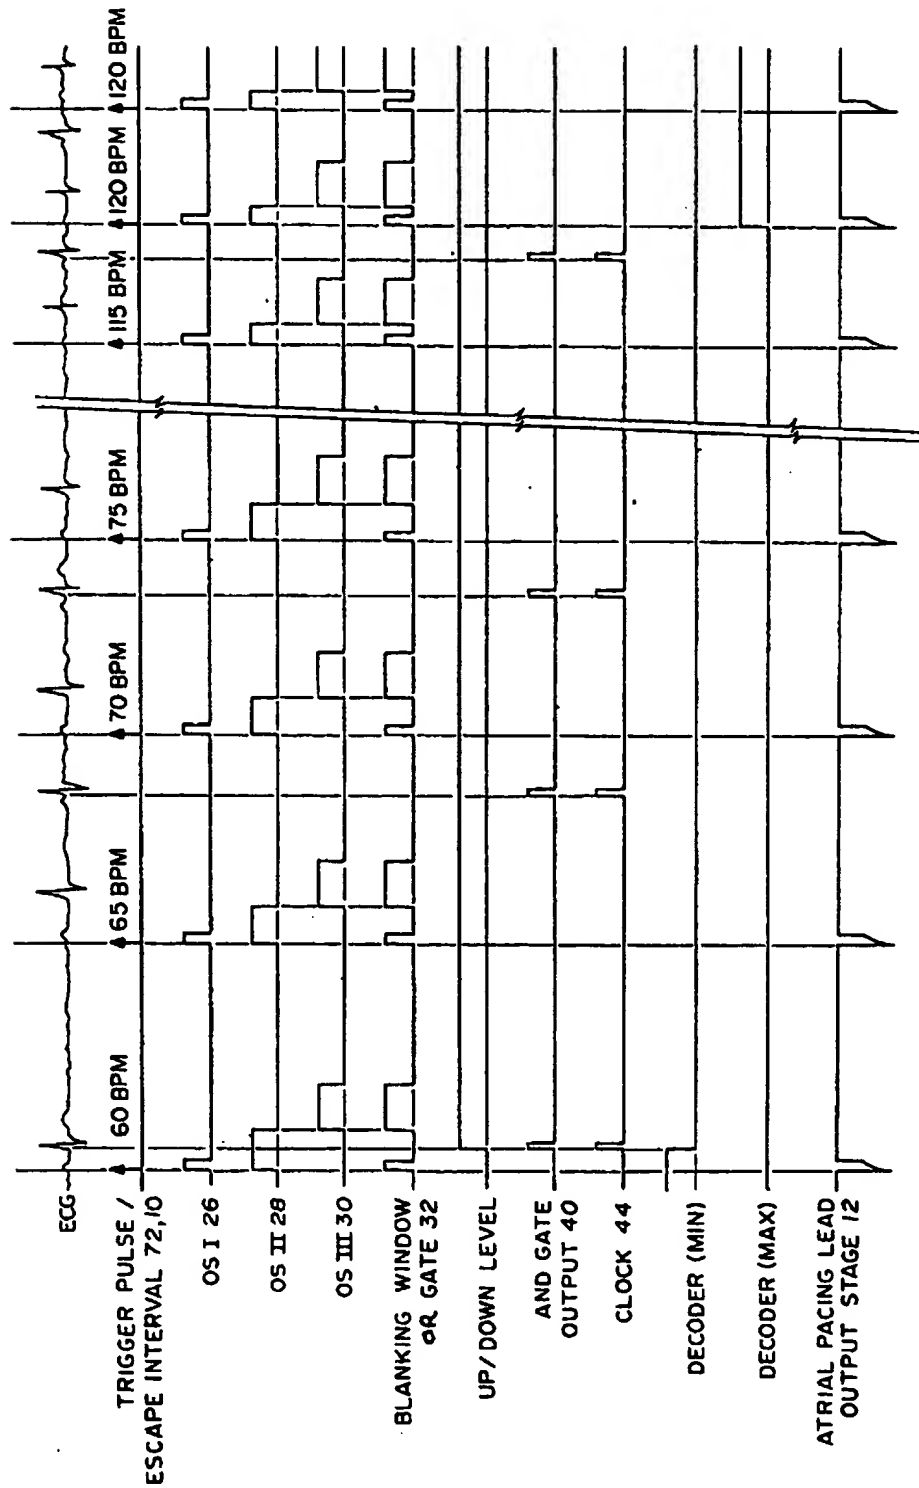 ECG
TRIGGER PULSE /
ESCAPE INTERVAL 72,10
60 BPM
65 BPM
70 BPM
75 BPM
115 BPM
120 BPM
120 BPM
OS I 26
OS II 28
OS III 30
BLANKING WINDOW
OR GATE 32
UP/DOWN LEVEL
AND GATE
OUTPUT 40
CLOCK 44
DECODER (MIN)
DECODER (MAX)
ATRIAL PACING LEAD
OUTPUT STAGE 12